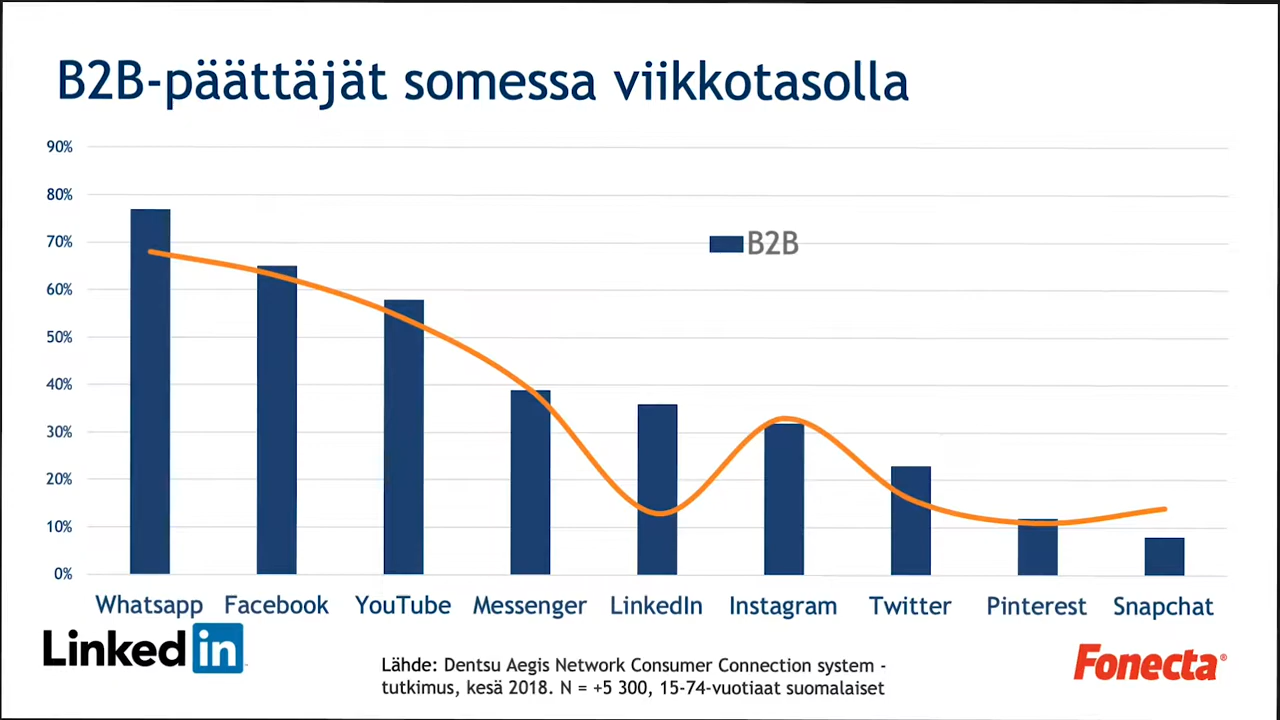 B2B-päättäjät somessa viikkotasolla
90%
80%
70%
60%
50%
40%
30%
20%
10%
0%
B2B
Whatsapp Facebook YouTube Messenger LinkedIn Instagram Twitter Pinterest Snapchat
Linked in
Lähde: Dentsu Aegis Network Consumer Connection system -
tutkimus, kesä 2018. N = +5 300, 15-74-vuotiaat suomalaiset
Fonecta®